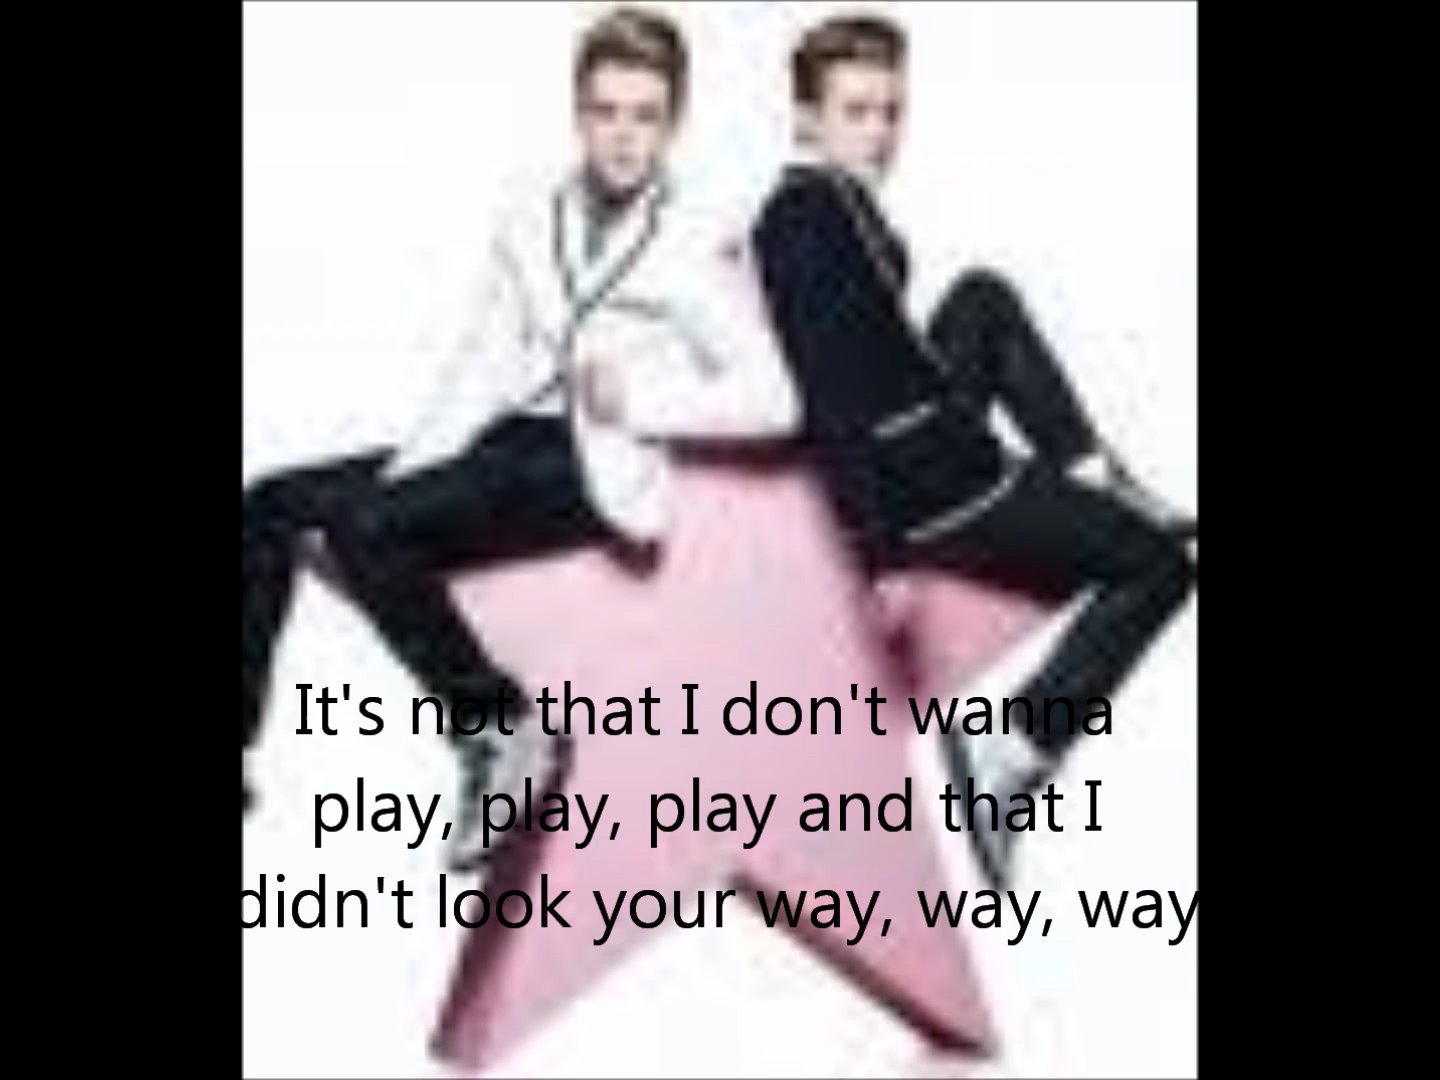 It's not that I don't wanna
play, play, play and that I
didn't look your way, way, way